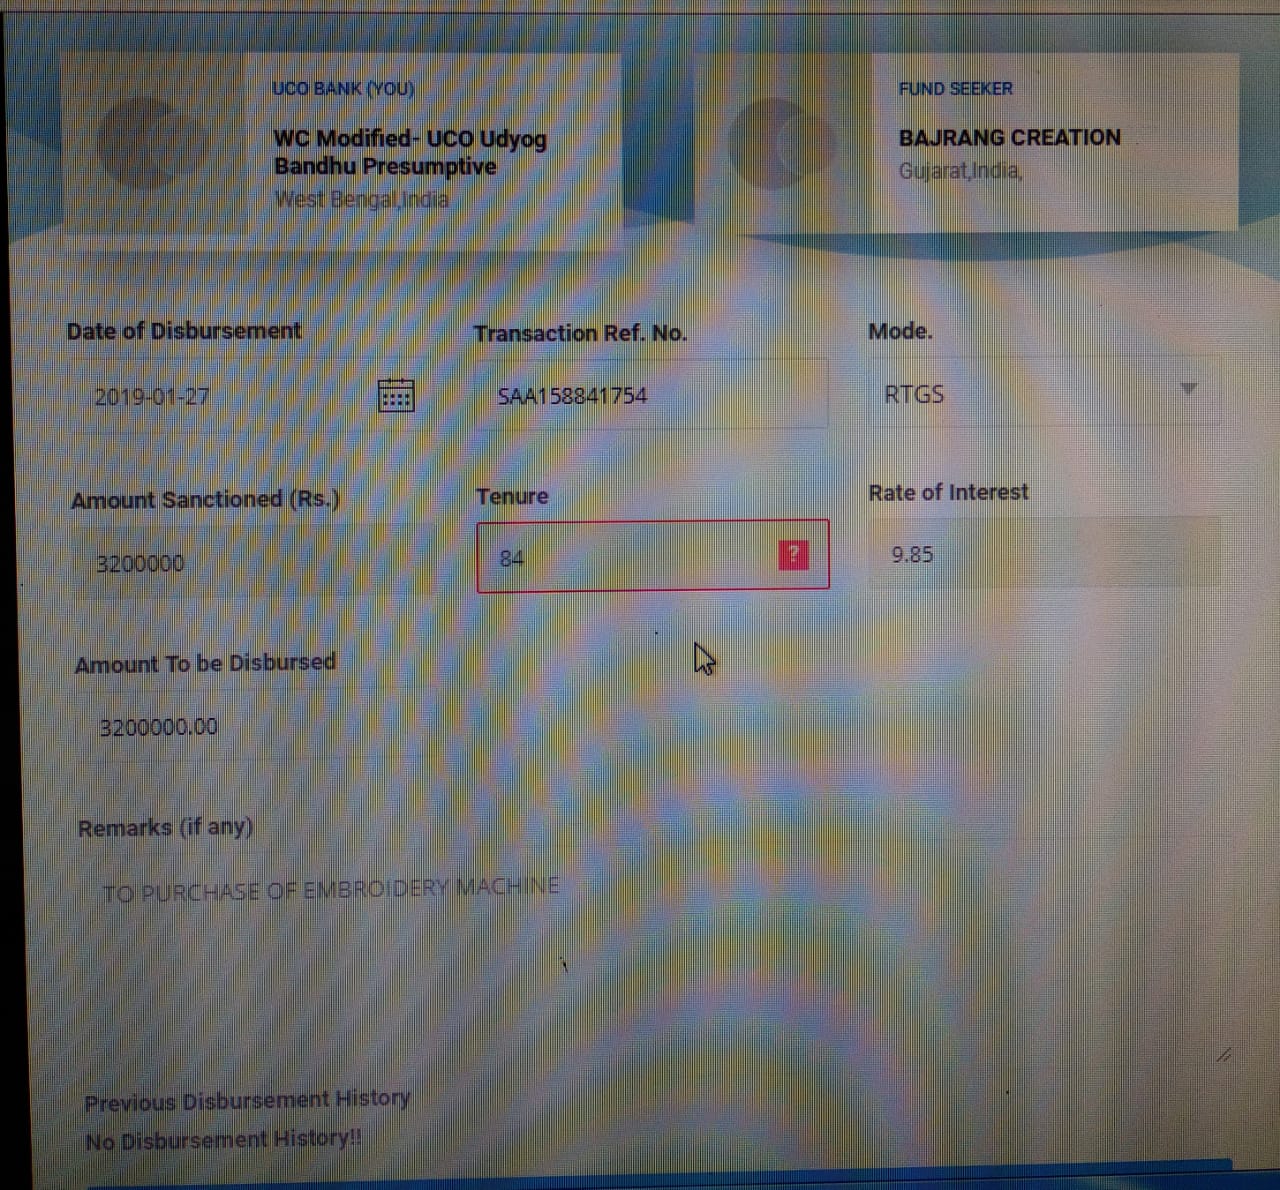 UCO BANK (YOU)
WC Modified- UCO Udyog
Bandhu Presumptive
West Bengal,India
FUND SEEKER
BAJRANG CREATION
Gujarat,India,
Date of Disbursement
2019-01-27
Transaction Ref. No.
SAA158841754
Mode.
RTGS
Amount Sanctioned (Rs.)
3200000
Tenure
84
?
Rate of Interest
9.85
Amount To be Disbursed
3200000.00
Remarks (if any)
TO PURCHASE OF EMBROIDERY MACHINE
Previous Disbursement History
No Disbursement History!!